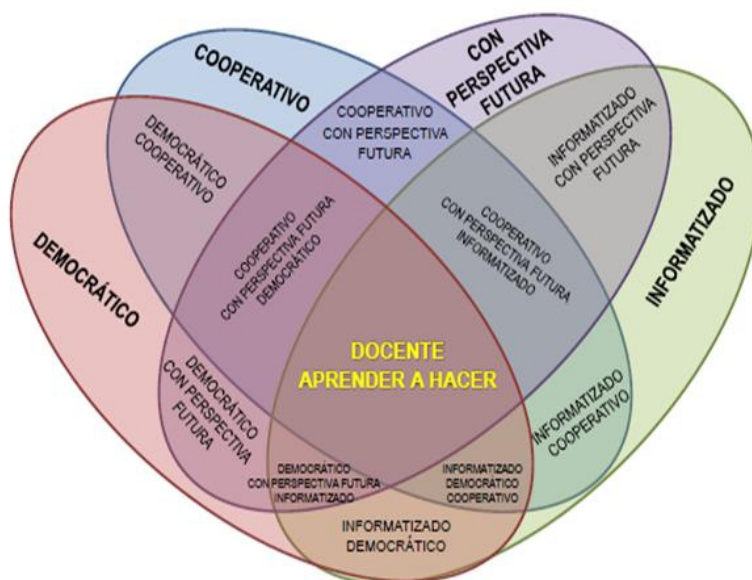 COOPERATIVO
CON
PERSPECTIVA
FUTURA
COOPERATIVO
CON PERSPECTIVA
FUTURA
INFORMATIZADO
CON PERSPECTIVA
FUTURA
DEMOCRÁTICO
COOPERATIVO
DEMOCRÁTICO
COOPERATIVO
CON PERSPECTIVA FUTURA
DEMOCRÁTICO
COOPERATIVO
CON PERSPECTIVA FUTURA
INFORMATIZADO
INFORMATIZADO
DOCENTE
APRENDER A HACER
DEMOCRÁTICO
CON PERSPECTIVA
FUTURA
INFORMATIZADO
COOPERATIVO
DEMOCRÁTICO
CON PERSPECTIVA FUTURA
INFORMATIZADO
INFORMATIZADO
DEMOCRÁTICO
COOPERATIVO
INFORMATIZADO
DEMOCRÁTICO